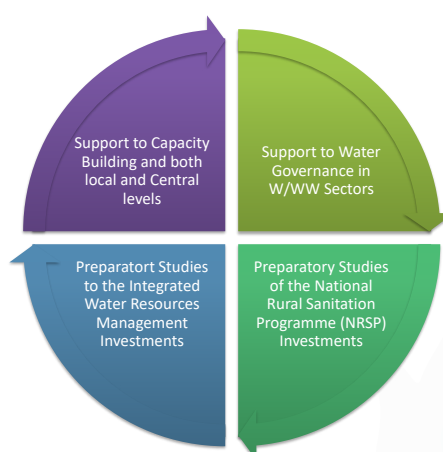 Support to Capacity
Building and both
local and Central
levels
Support to Water
Governance in
W/WW Sectors
Preparatort Studies
to the Integrated
Water Resources
Management
Investments
Preparatory Studies
of the National
Rural Sanitation
Programme (NRSP)
Investments